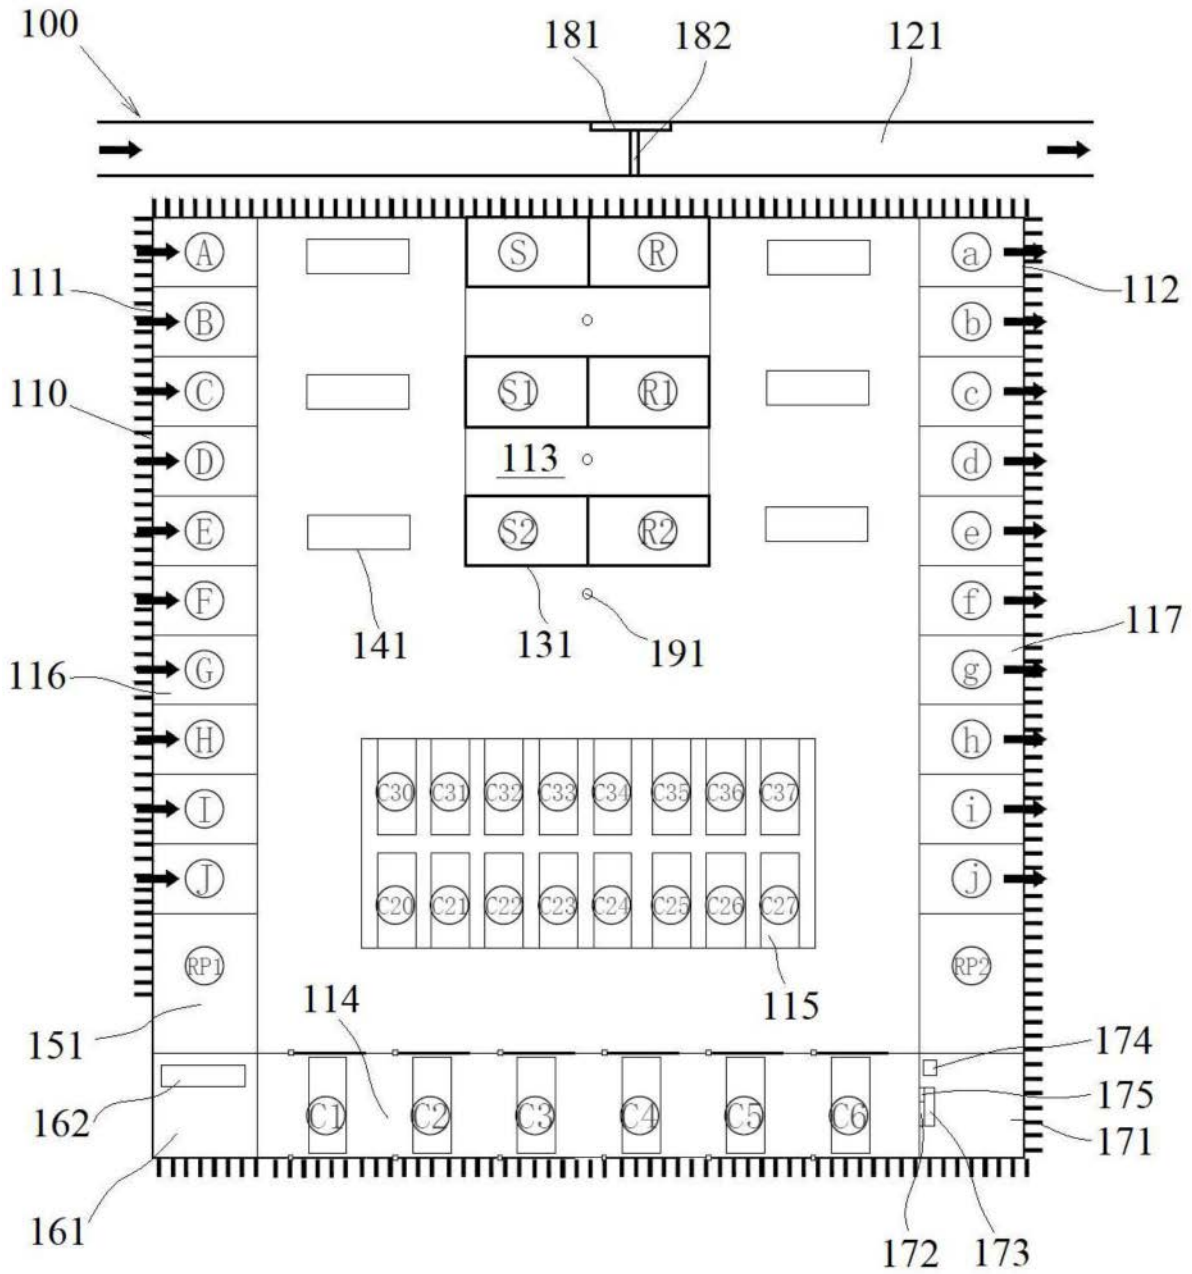 100 181 182 121
A S R a
111 112
B b
110 C S1 R1 c
D 113 d
E S2 R2 e
F f
141 131 191 117
116 G g
H h
C30 C31 C32 C33 C34 C35 C36 C37
I i
J j
C20 C21 C22 C23 C24 C25 C26 C27
RP1 RP2
151 114 115
174
162 175
C1 C2 C3 C4 C5 C6
171
161 172 173